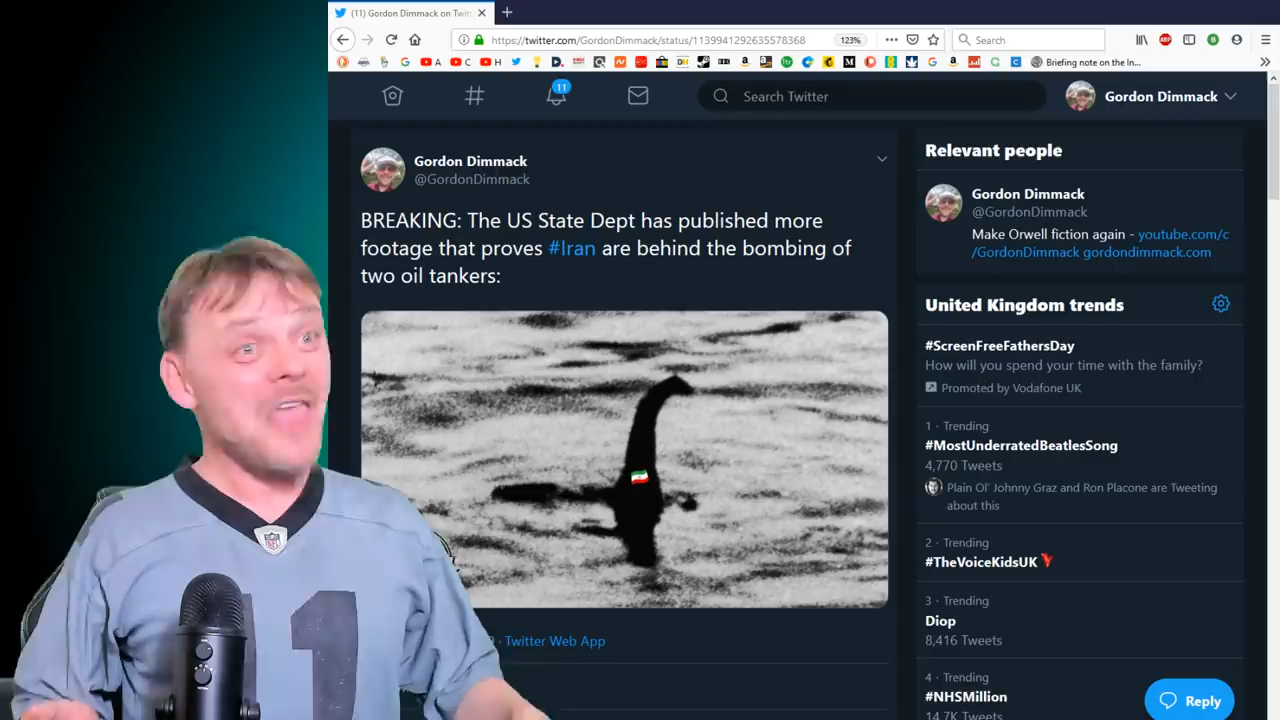 (11) Gordon Dimmack on Twit
https://twitter.com/GordonDimmack/status/1139941292635578368
123%
Search
Briefing note on the In...
11
Search Twitter
Gordon Dimmack
Gordon Dimmack
@GordonDimmack
BREAKING: The US State Dept has published more
footage that proves #Iran are behind the bombing of
two oil tankers:
Twitter Web App
Relevant people
Gordon Dimmack
@GordonDimmack
Make Orwell fiction again - youtube.com/c
/GordonDimmack gordondimmack.com
United Kingdom trends
#ScreenFreeFathersDay
How will you spend your time with the family?
Promoted by Vodafone UK
1 · Trending
#MostUnderratedBeatlesSong
4,770 Tweets
Plain Ol' Johnny Graz and Ron Placone are Tweeting
about this
2 · Trending
#TheVoiceKidsUK
3 · Trending
Diop
8,416 Tweets
4 · Trending
#NHSMillion
14.7K Tweets
Reply
NFL
11